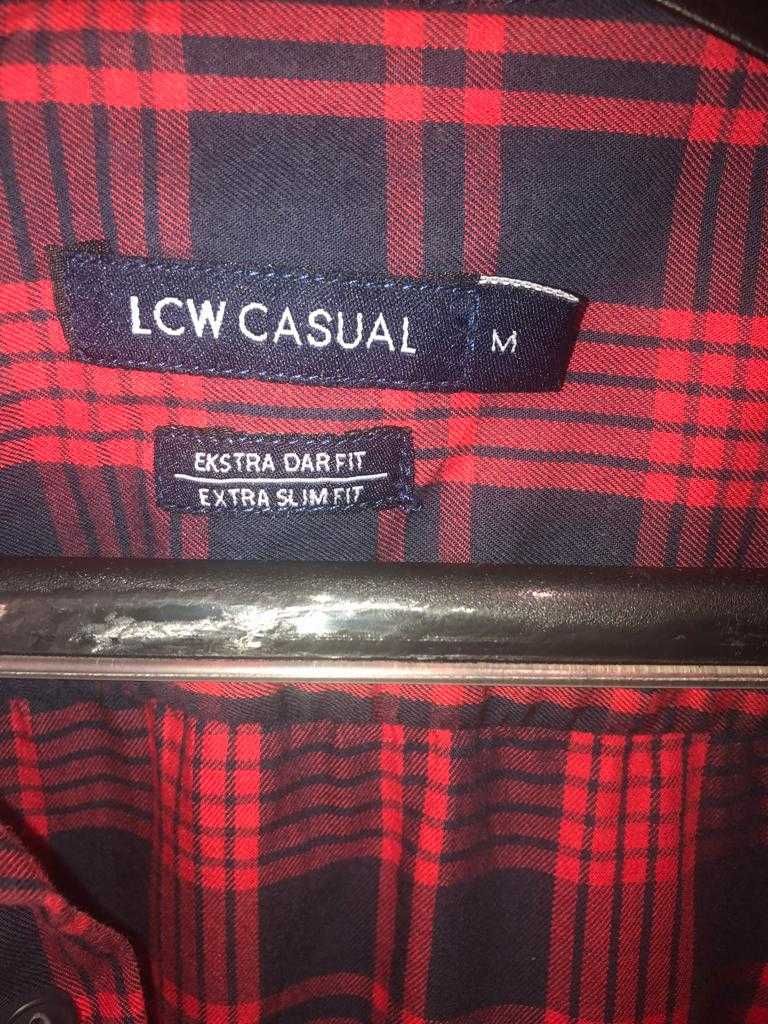 LCW CASUAL M
EKSTRA DAR FIT
EXTRA SLIM FIT